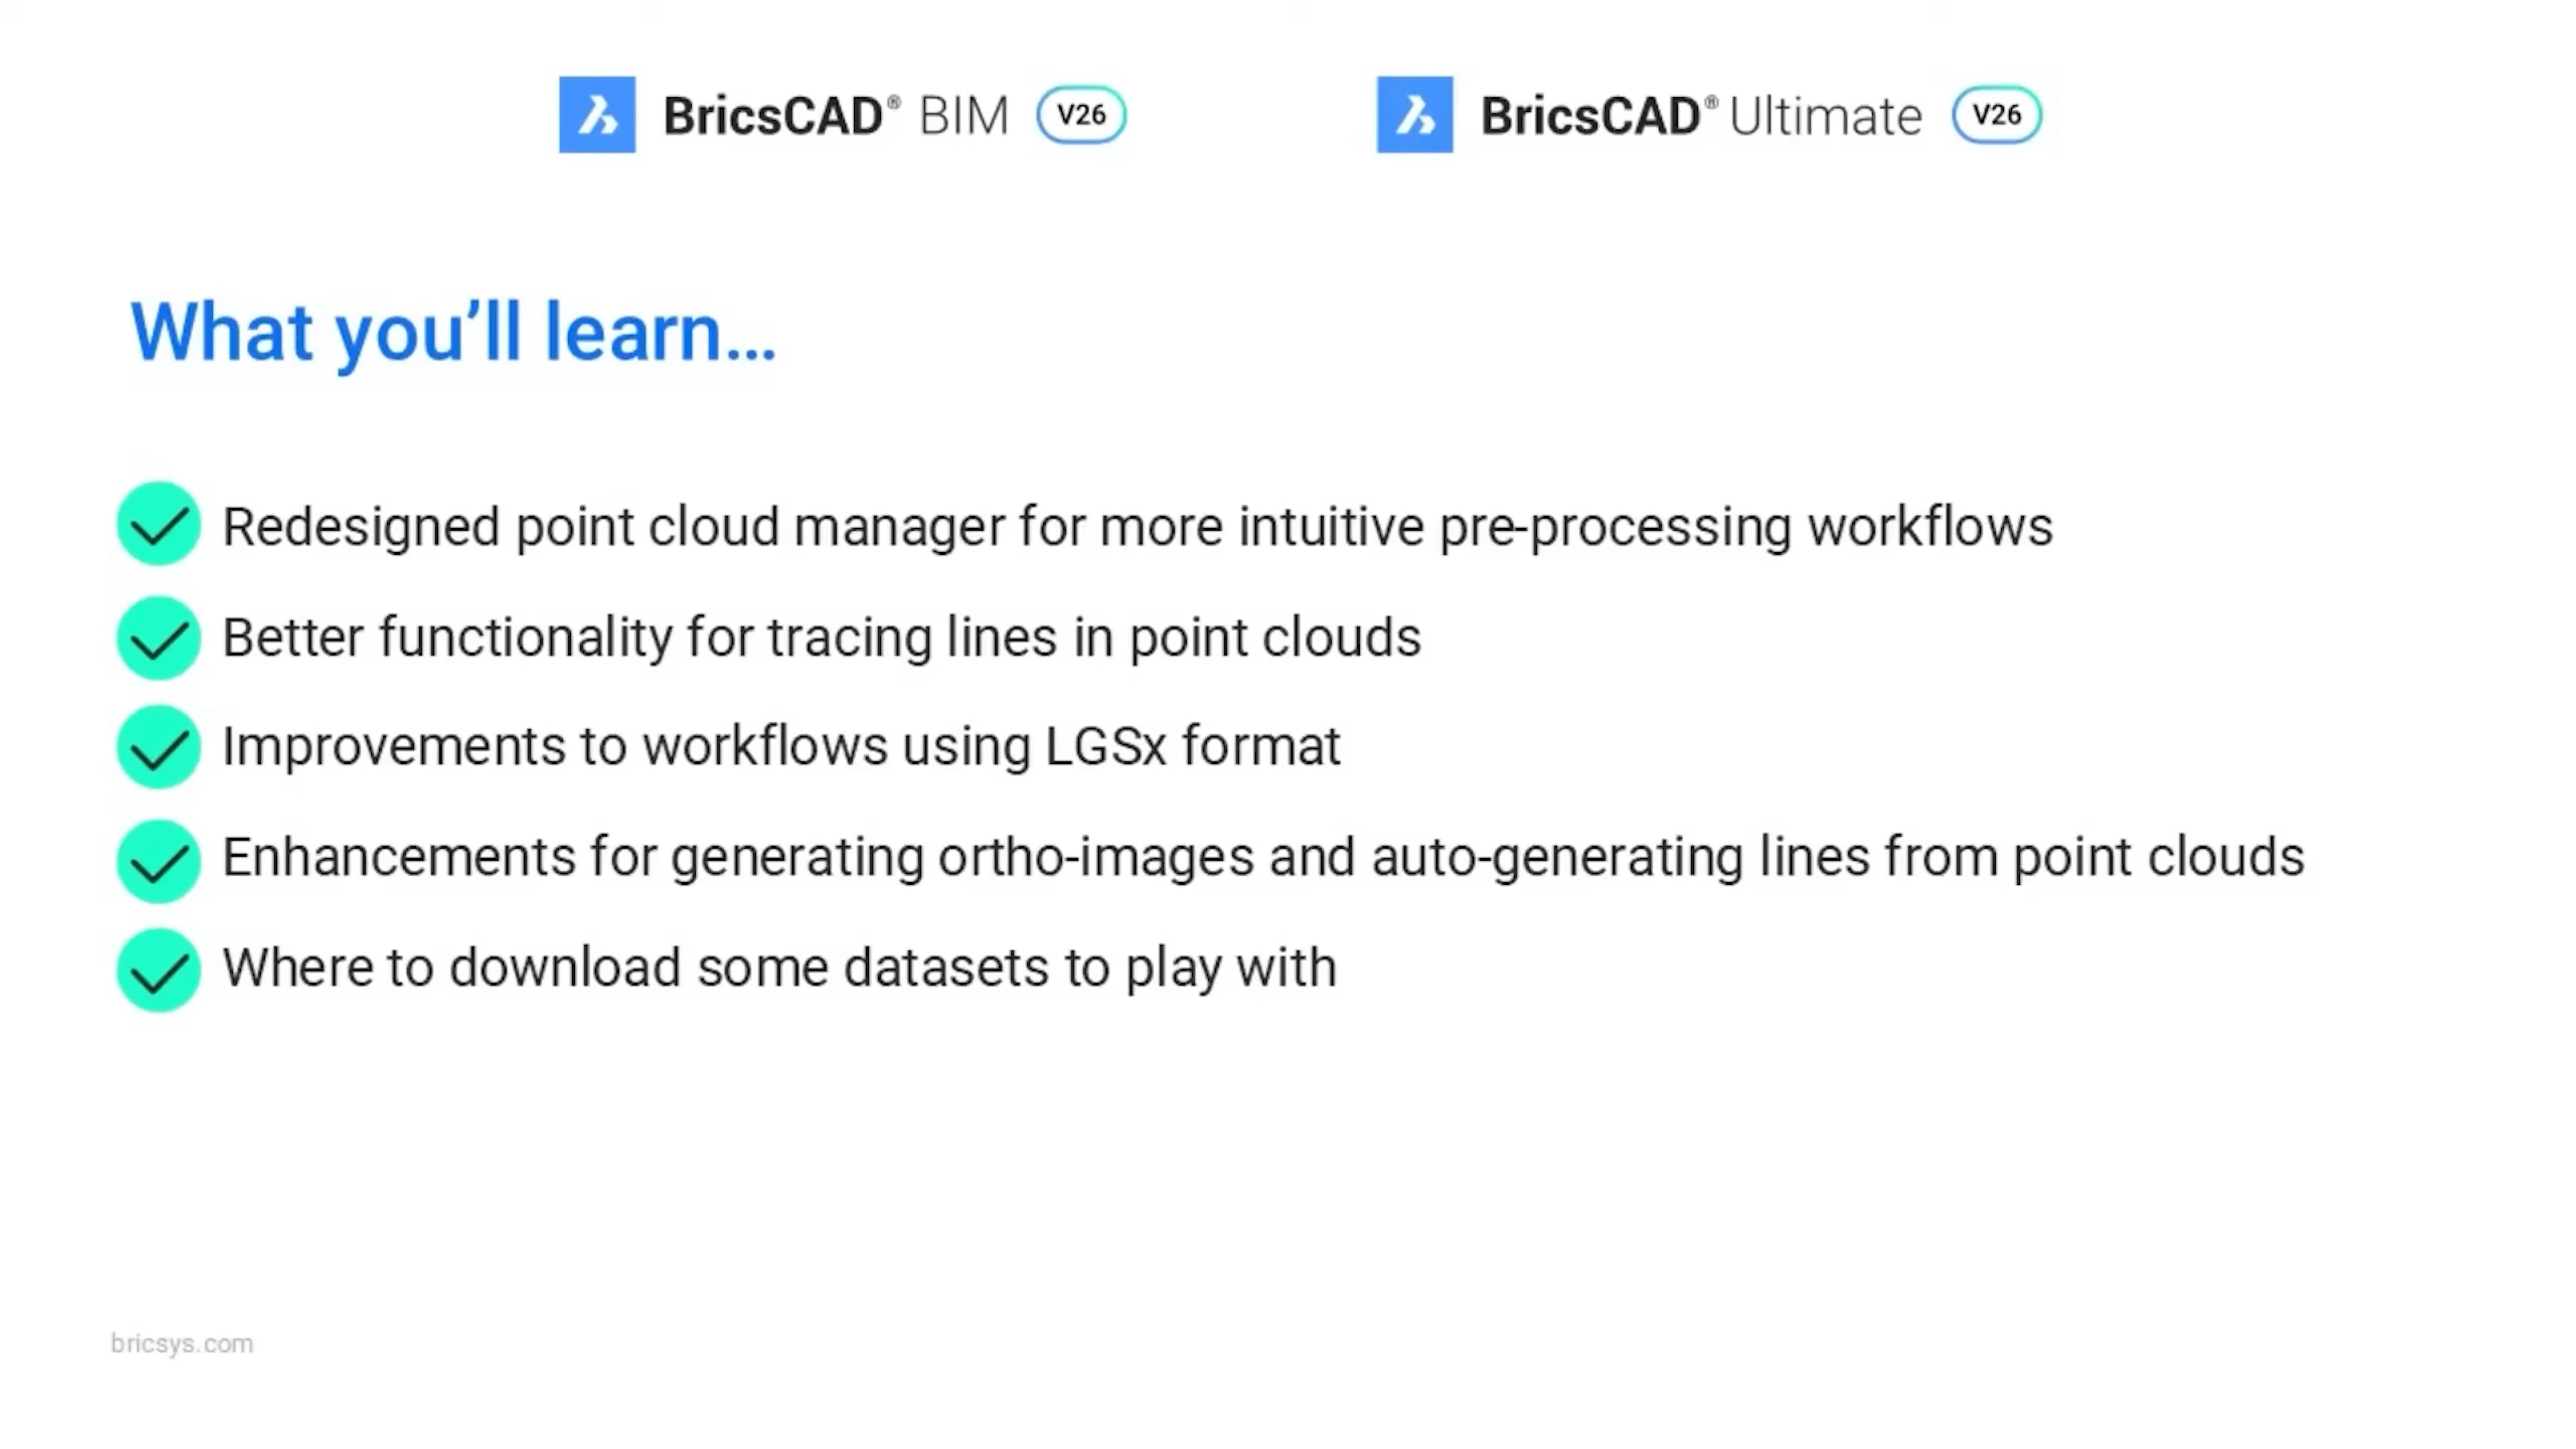 BricsCAD® BIM V26 BricsCAD® Ultimate V26
What you’ll learn...
Redesigned point cloud manager for more intuitive pre-processing workflows
Better functionality for tracing lines in point clouds
Improvements to workflows using LGSx format
Enhancements for generating ortho-images and auto-generating lines from point clouds
Where to download some datasets to play with
bricsys.com